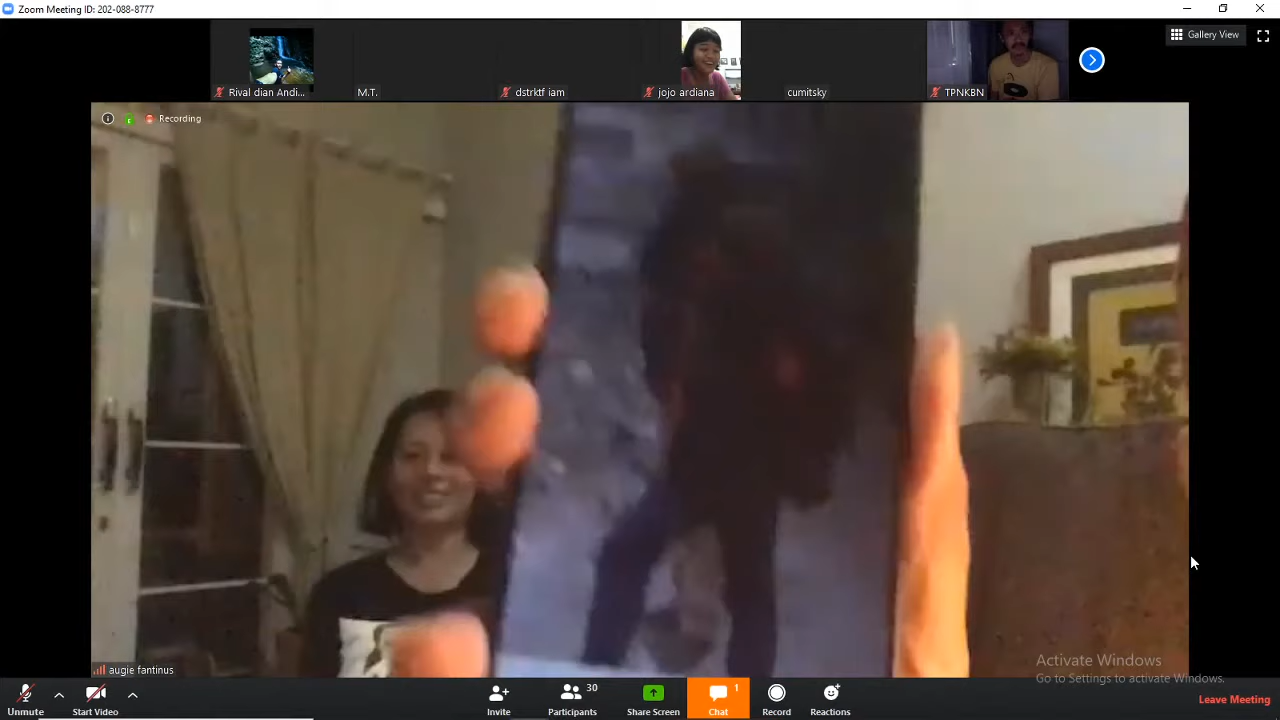 Zoom Meeting ID: 202-088-8777
Gallery View
Rival dian Andi...
M.T.
dstrktf iam
jojo ardiana
cumitsky
TPNKBN
Recording
augie fantinus
Activate Windows
Go to Settings to activate Windows.
Unmute
Start Video
Invite
30
Participants
Share Screen
1
Chat
Record
Reactions
Leave Meeting